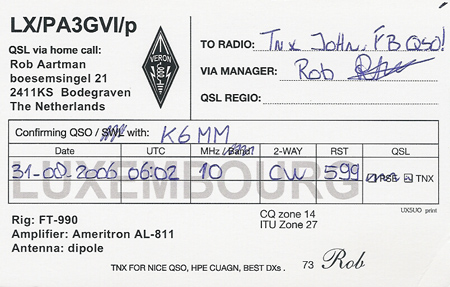 LX/PA3GVI/p
QSL via home call:
Rob Aartman
boesemsingel 21
2411KS Bodegraven
The Netherlands
VERON
TO RADIO: TNX JOHN, FB QSO!
VIA MANAGER: Rob
QSL REGIO:
Confirming QSO / SWL with: K6MM
Date UTC MHz / Band 2-WAY RST QSL
31-08-2006 06:02 10 CW 599 PSE TNX
LUXEMBOURG
UX5UO print
Rig: FT-990
Amplifier: Ameritron AL-811
Antenna: dipole
CQ zone 14
ITU Zone 27
TNX FOR NICE QSO, HPE CUAGN, BEST DXs . 73 Rob